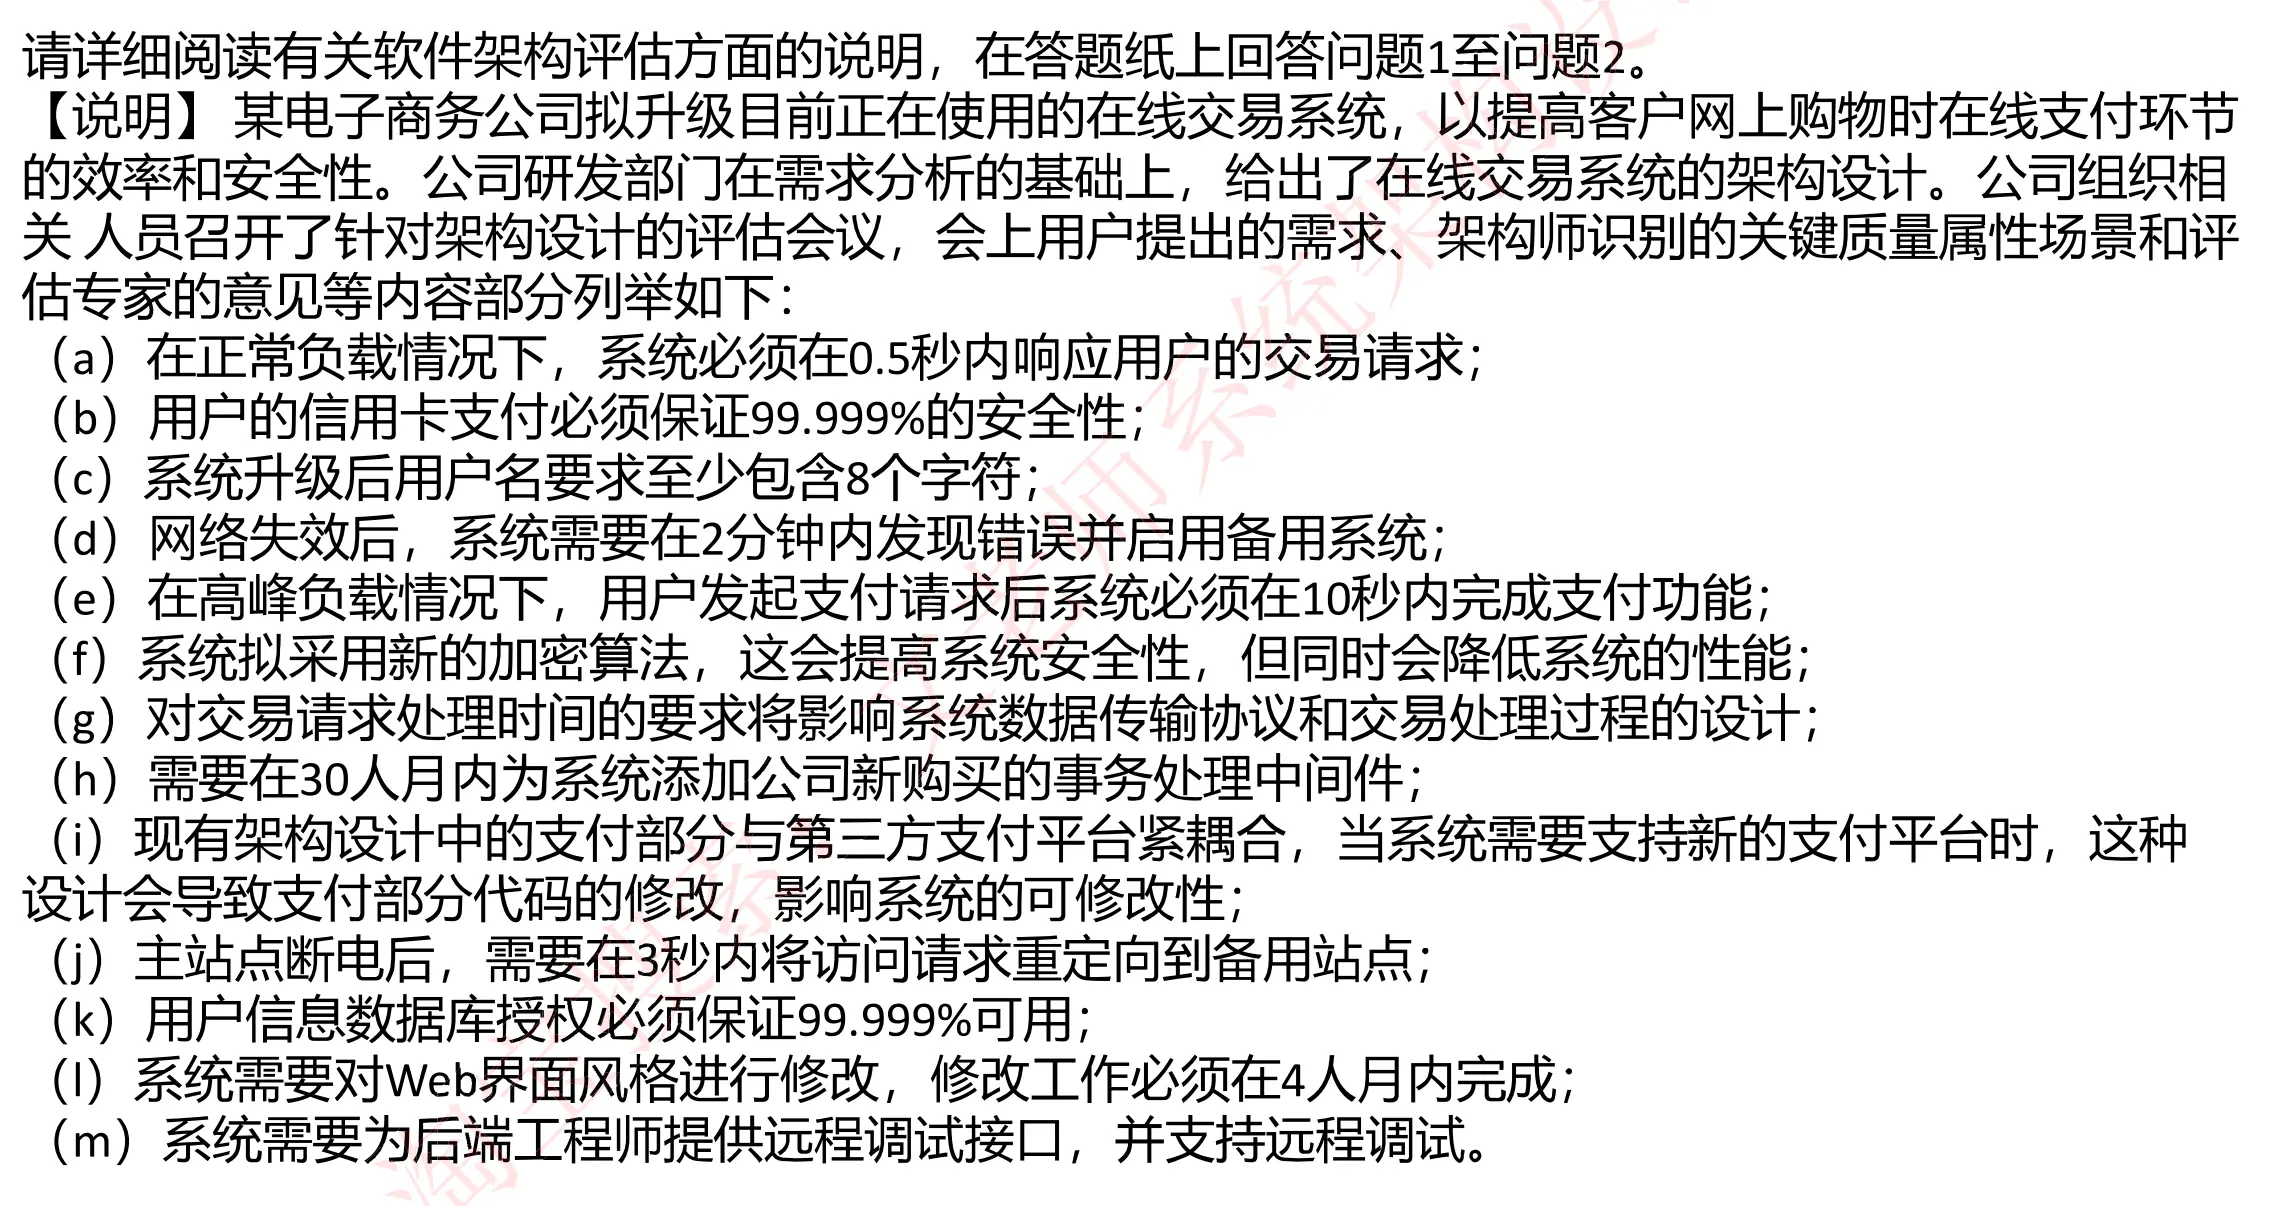 请详细阅读有关软件架构评估方面的说明，在答题纸上回答问题1至问题2。
【说明】 某电子商务公司拟升级目前正在使用的在线交易系统，以提高客户网上购物时在线支付环节
的效率和安全性。公司研发部门在需求分析的基础上，给出了在线交易系统的架构设计。公司组织相
关 人员召开了针对架构设计的评估会议，会上用户提出的需求、架构师识别的关键质量属性场景和评
估专家的意见等内容部分列举如下：
（a）在正常负载情况下，系统必须在0.5秒内响应用户的交易请求；
（b）用户的信用卡支付必须保证99.999%的安全性；
（c）系统升级后用户名要求至少包含8个字符；
（d）网络失效后，系统需要在2分钟内发现错误并启用备用系统；
（e）在高峰负载情况下，用户发起支付请求后系统必须在10秒内完成支付功能；
（f）系统拟采用新的加密算法，这会提高系统安全性，但同时会降低系统的性能；
（g）对交易请求处理时间的要求将影响系统数据传输协议和交易处理过程的设计；
（h）需要在30人月内为系统添加公司新购买的事务处理中间件；
（i）现有架构设计中的支付部分与第三方支付平台紧耦合，当系统需要支持新的支付平台时，这种
设计会导致支付部分代码的修改，影响系统的可修改性；
（j）主站点断电后，需要在3秒内将访问请求重定向到备用站点；
（k）用户信息数据库授权必须保证99.999%可用；
（l）系统需要对Web界面风格进行修改，修改工作必须在4人月内完成；
（m）系统需要为后端工程师提供远程调试接口，并支持远程调试。